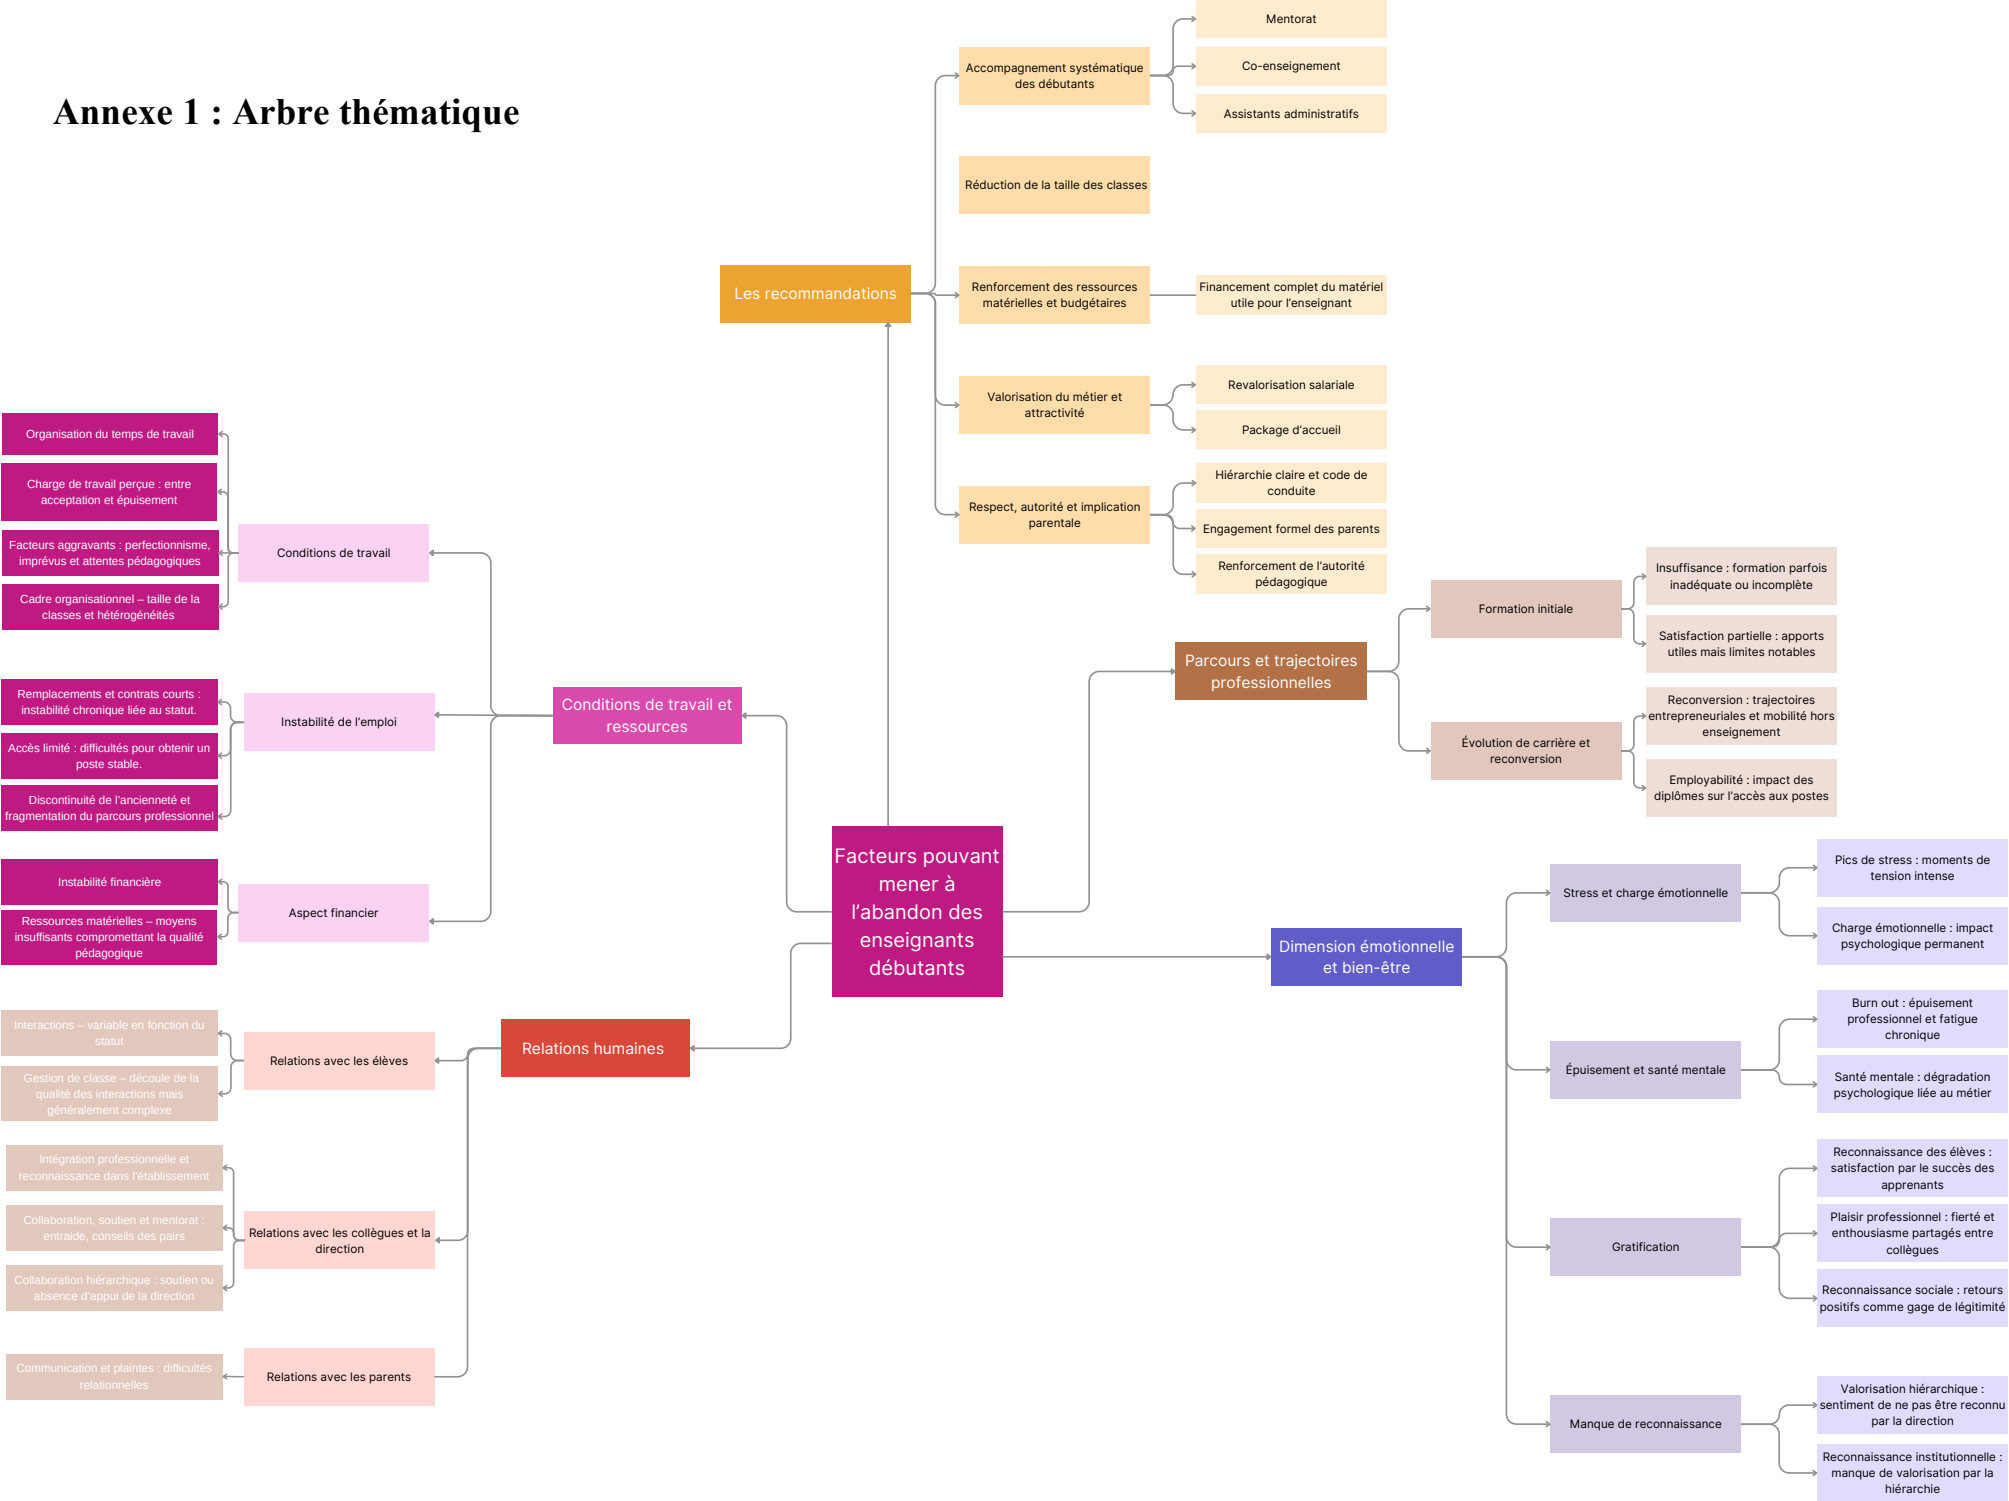 Annexe 1 : Arbre thématique
Mentorat
Accompagnement systématique
des débutants
Co-enseignement
Assistants administratifs
Réduction de la taille des classes
Les recommandations
Renforcement des ressources
matérielles et budgétaires
Financement complet du matériel
utile pour l’enseignant
Valorisation du métier et
attractivité
Revalorisation salariale
Package d’accueil
Respect, autorité et implication
parentale
Hiérarchie claire et code de
conduite
Engagement formel des parents
Renforcement de l’autorité
pédagogique
Organisation du temps de travail
Charge de travail perçue : entre
acceptation et épuisement
Facteurs aggravants : perfectionnisme,
imprévus et attentes pédagogiques
Cadre organisationnel – taille de la
classes et hétérogénéités
Conditions de travail
Remplacements et contrats courts :
instabilité chronique liée au statut.
Accès limité : difficultés pour obtenir un
poste stable.
Discontinuité de l’ancienneté et
fragmentation du parcours professionnel
Instabilité de l’emploi
Conditions de travail et
ressources
Instabilité financière
Ressources matérielles – moyens
insuffisants compromettant la qualité
pédagogique
Aspect financier
Parcours et trajectoires
professionnelles
Formation initiale
Insuffisance : formation parfois
inadéquate ou incomplète
Satisfaction partielle : apports
utiles mais limites notables
Évolution de carrière et
reconversion
Reconversion : trajectoires
entrepreneuriales et mobilité hors
enseignement
Employabilité : impact des
diplômes sur l’accès aux postes
Facteurs pouvant
mener à
l’abandon des
enseignants
débutants
Dimension émotionnelle
et bien-être
Stress et charge émotionnelle
Pics de stress : moments de
tension intense
Charge émotionnelle : impact
psychologique permanent
Épuisement et santé mentale
Burn out : épuisement
professionnel et fatigue
chronique
Santé mentale : dégradation
psychologique liée au métier
Gratification
Reconnaissance des élèves :
satisfaction par le succès des
apprenants
Plaisir professionnel : fierté et
enthousiasme partagés entre
collègues
Reconnaissance sociale : retours
positifs comme gage de légitimité
Manque de reconnaissance
Valorisation hiérarchique :
sentiment de ne pas être reconnu
par la direction
Reconnaissance institutionnelle :
manque de valorisation par la
hiérarchie
Relations humaines
Interactions – variable en fonction du
statut
Gestion de classe – découle de la
qualité des interactions mais
généralement complexe
Relations avec les élèves
Intégration professionnelle et
reconnaissance dans l’établissement
Collaboration, soutien et mentorat :
entraide, conseils des pairs
Collaboration hiérarchique : soutien ou
absence d’appui de la direction
Relations avec les collègues et la
direction
Communication et plaintes : difficultés
relationnelles
Relations avec les parents